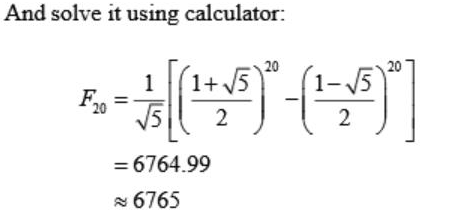 And solve it using calculator:
F₂₀ = 1/√5 [((1+√5)/2)²⁰ − ((1−√5)/2)²⁰]
= 6764.99
≈ 6765